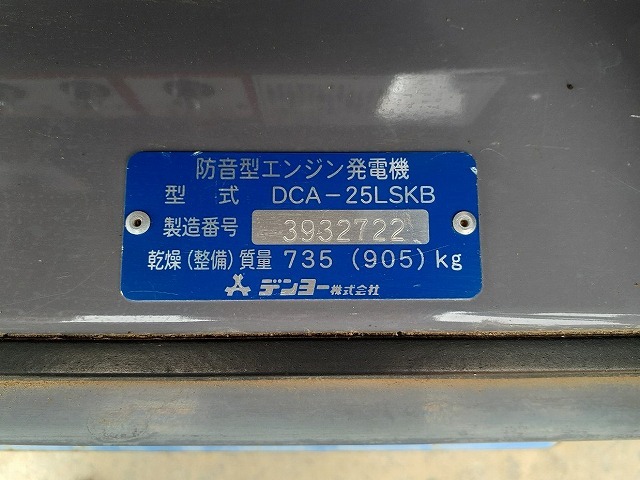 防音型エンジン発電機
型 式 DCA-25LSKB
製造番号 3932722
乾燥(整備)質量 735 (905) kg
デンヨー株式会社